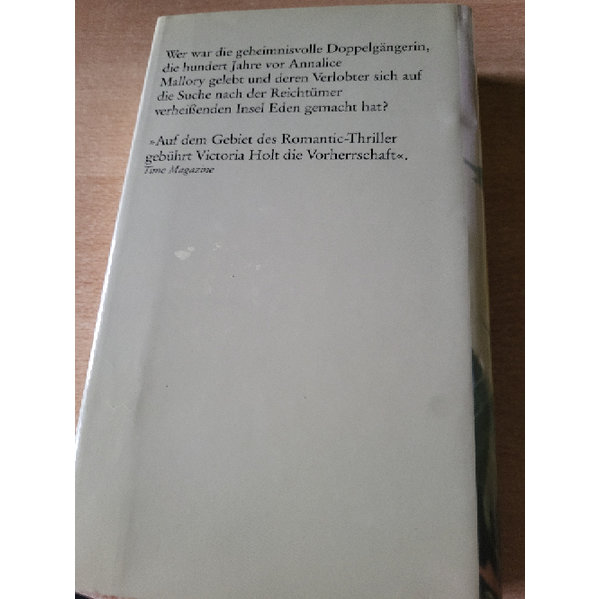 Wer war die geheimnisvolle Doppelgängerin,
die hundert Jahre vor Annalice
Mallory gelebt und deren Verlobter sich auf
die Suche nach der Reichtümer
verheißenden Insel Eden gemacht hat?
»Auf dem Gebiet des Romantic-Thriller
gebührt Victoria Holt die Vorherrschaft«.
Time Magazine